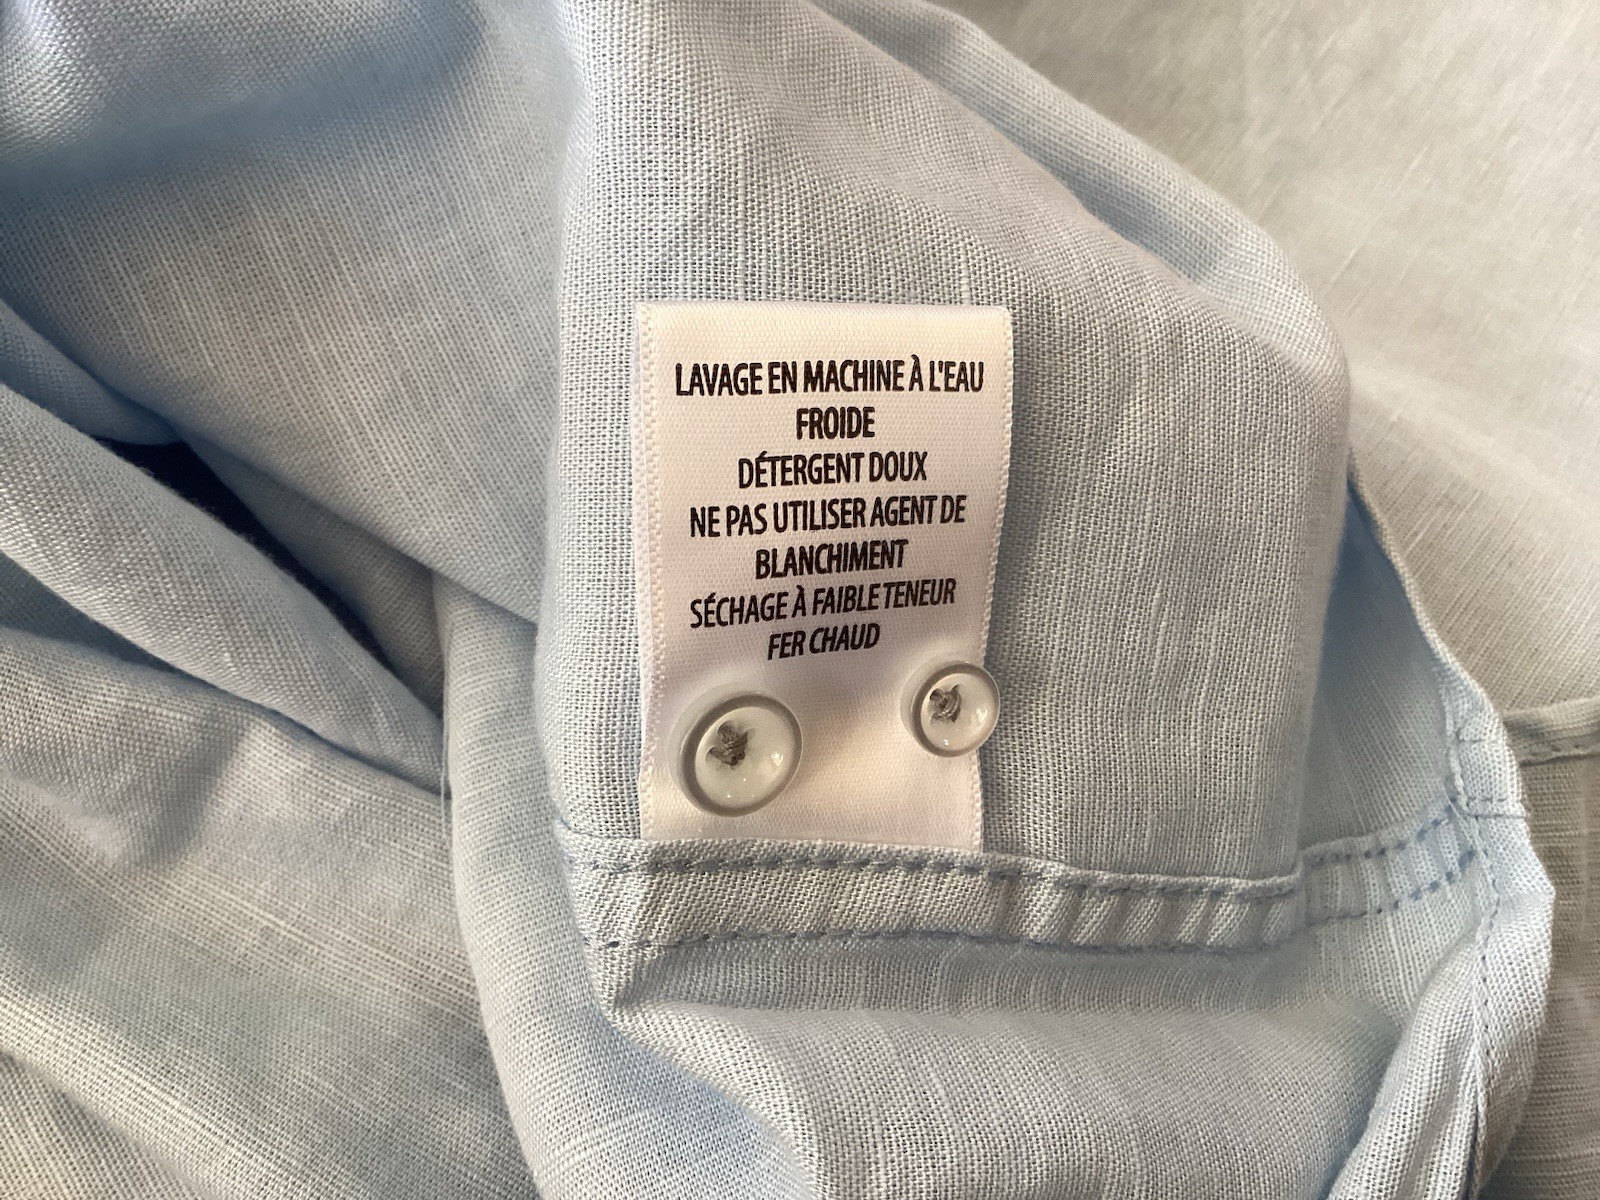 LAVAGE EN MACHINE À L'EAU
FROIDE
DÉTERGENT DOUX
NE PAS UTILISER AGENT DE
BLANCHIMENT
SÉCHAGE À FAIBLE TENEUR
FER CHAUD